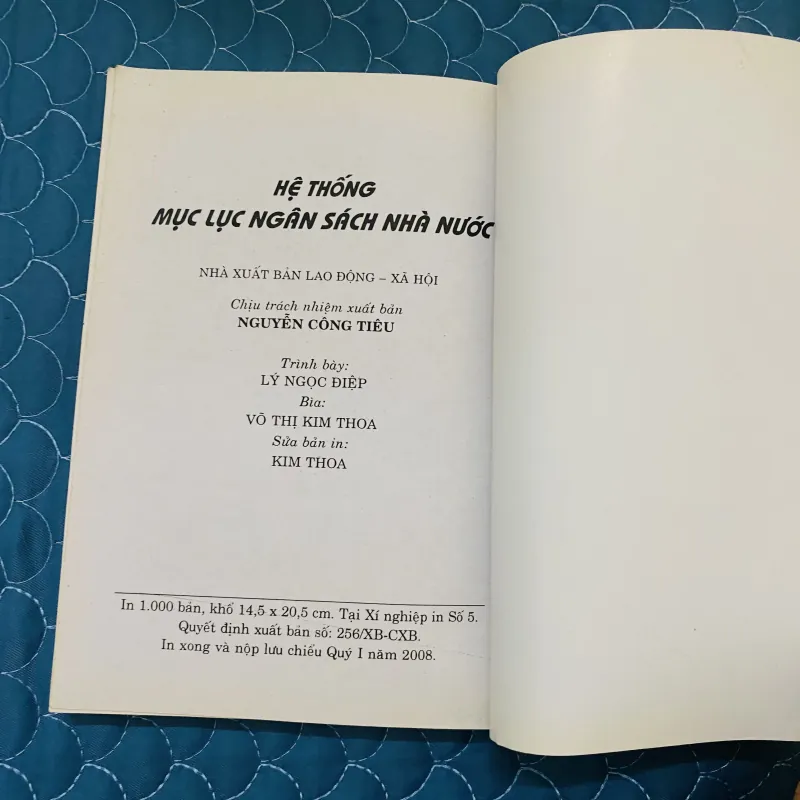 HỆ THỐNG
MỤC LỤC NGÂN SÁCH NHÀ NƯỚC
NHÀ XUẤT BẢN LAO ĐỘNG – XÃ HỘI
Chịu trách nhiệm xuất bản
NGUYỄN CÔNG TIÊU
Trình bày:
LÝ NGỌC ĐIỆP
Bìa:
VÕ THỊ KIM THOA
Sửa bản in:
KIM THOA
In 1.000 bản, khổ 14,5 x 20,5 cm. Tại Xí nghiệp in Số 5.
Quyết định xuất bản số: 256/XB-CXB.
In xong và nộp lưu chiểu Quý I năm 2008.